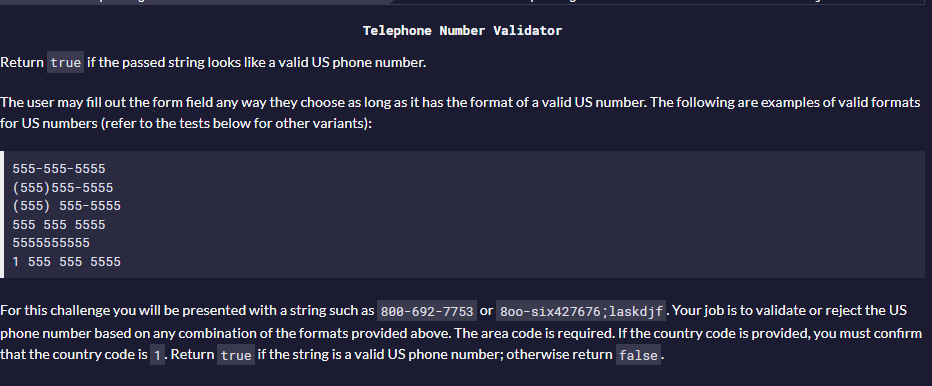 Telephone Number Validator
Return true if the passed string looks like a valid US phone number.
The user may fill out the form field any way they choose as long as it has the format of a valid US number. The following are examples of valid formats
for US numbers (refer to the tests below for other variants):
555-555-5555
(555)555-5555
(555) 555-5555
555 555 5555
5555555555
1 555 555 5555
For this challenge you will be presented with a string such as 800-692-7753 or 8oo-six427676;laskdjf. Your job is to validate or reject the US
phone number based on any combination of the formats provided above. The area code is required. If the country code is provided, you must confirm
that the country code is 1. Return true if the string is a valid US phone number; otherwise return false.